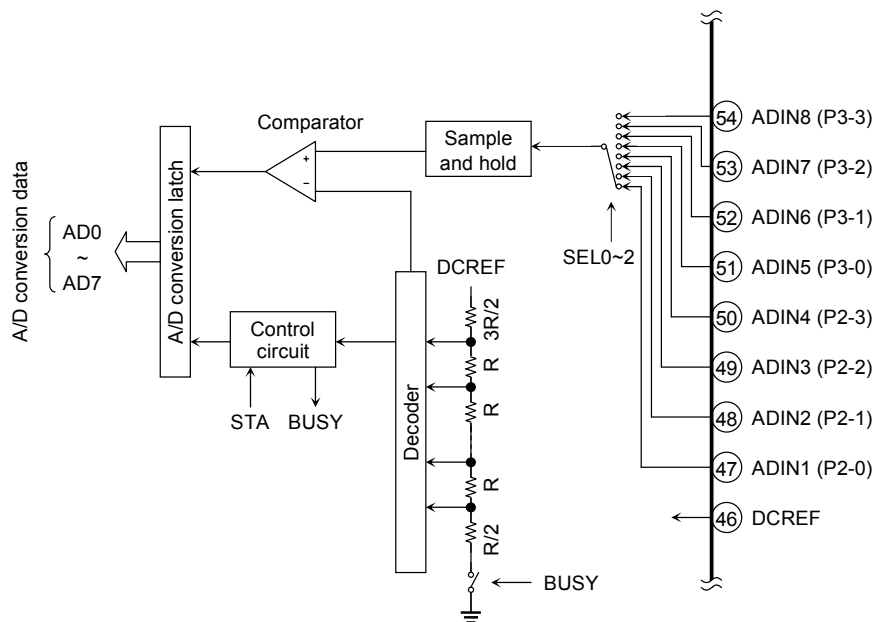 A/D conversion data
AD0
~
AD7
A/D conversion latch
Comparator
+
−
Sample
and hold
SEL0~2
Control
circuit
STA
BUSY
Decoder
DCREF
3R/2
R
R
R
R/2
BUSY
54 ADIN8 (P3-3)
53 ADIN7 (P3-2)
52 ADIN6 (P3-1)
51 ADIN5 (P3-0)
50 ADIN4 (P2-3)
49 ADIN3 (P2-2)
48 ADIN2 (P2-1)
47 ADIN1 (P2-0)
46 DCREF